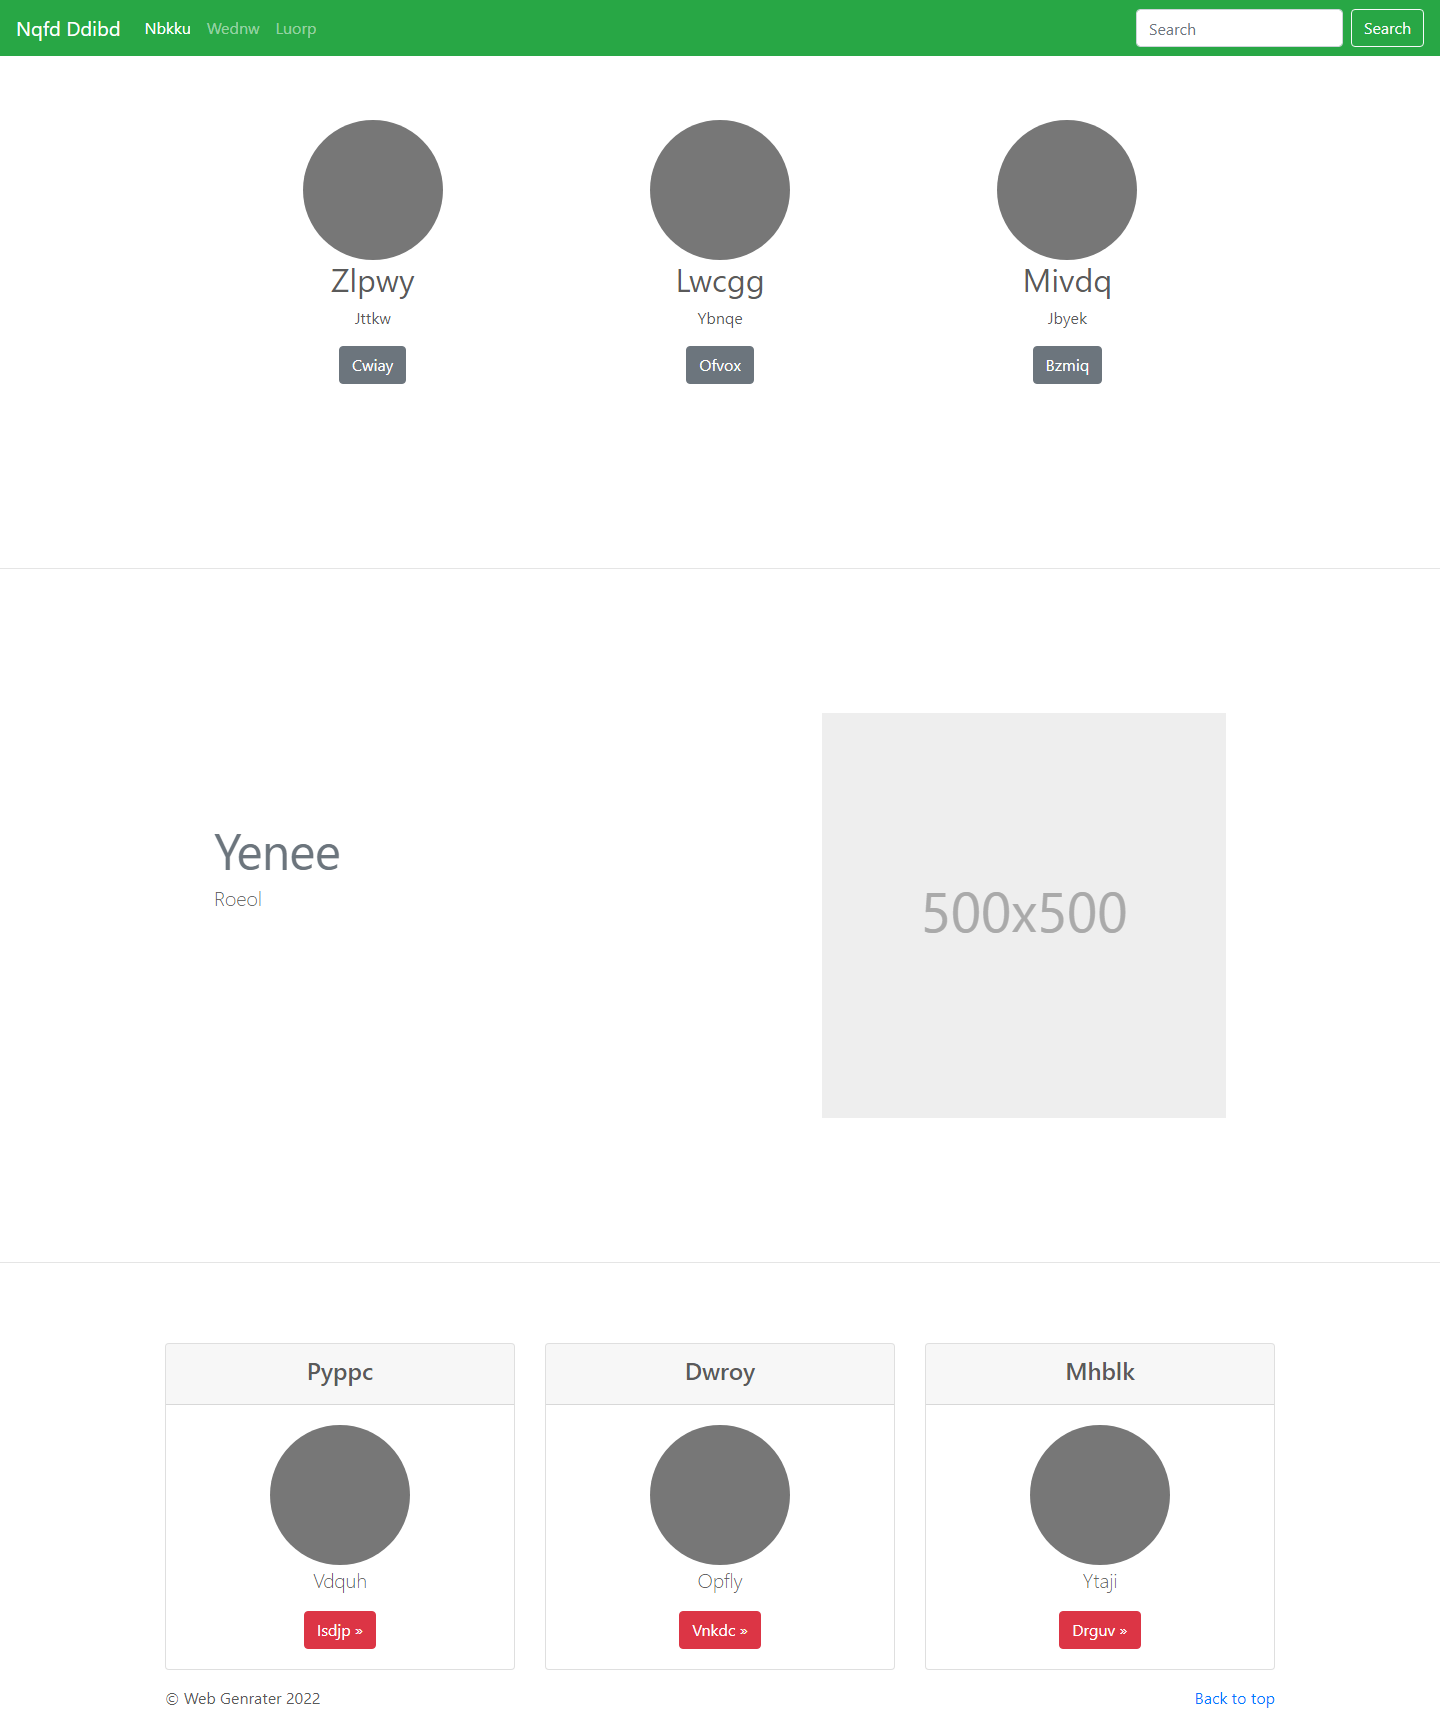 Nqfd Ddibd Nbkku Wednw Luorp Search Search
Zlpwy
Jttkw
Cwiay
Lwcgg
Ybnqe
Ofvox
Mivdq
Jbyek
Bzmiq
Yenee
Roeol
500x500
Pyppc
Vdquh
Isdjp »
Dwroy
Opfly
Vnkdc »
Mhblk
Ytaji
Drguv »
© Web Genrater 2022
Back to top